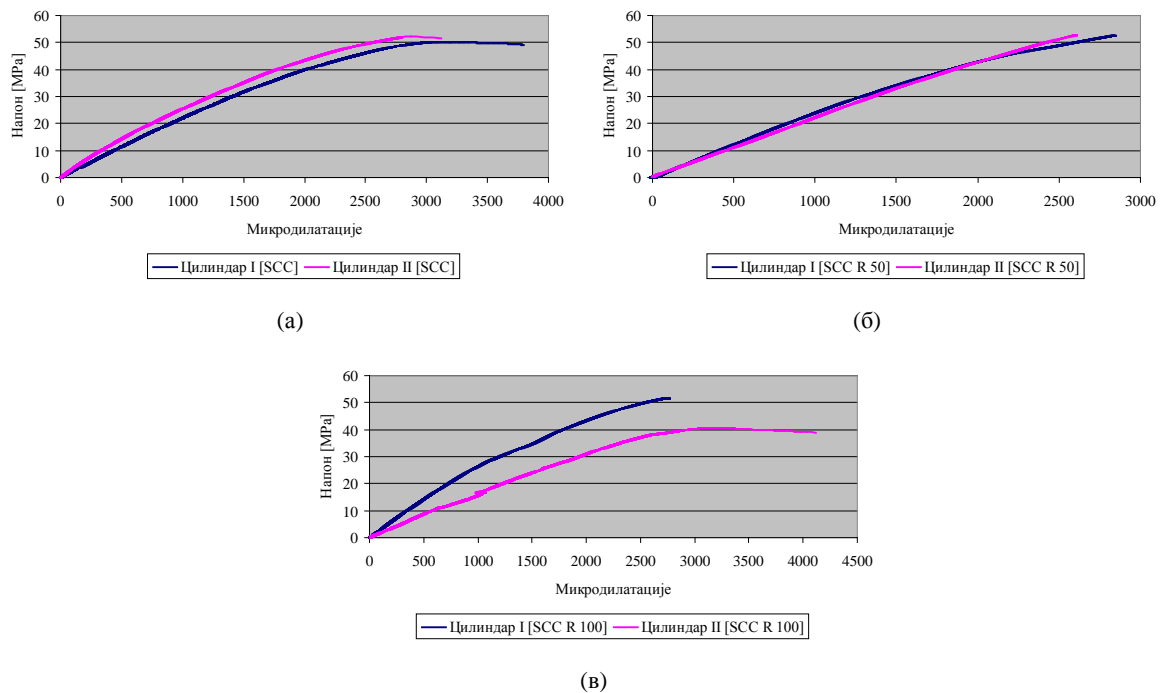 60
50
40
30
20
10
0
Напон [MPa]
0 500 1000 1500 2000 2500 3000 3500 4000
Микродилатације
Цилиндар I [SCC] Цилиндар II [SCC]
(а)
60
50
40
30
20
10
0
Напон [MPa]
0 500 1000 1500 2000 2500 3000
Микродилатације
Цилиндар I [SCC R 50] Цилиндар II [SCC R 50]
(б)
60
50
40
30
20
10
0
Напон [MPa]
0 500 1000 1500 2000 2500 3000 3500 4000 4500
Микродилатације
Цилиндар I [SCC R 100] Цилиндар II [SCC R 100]
(в)